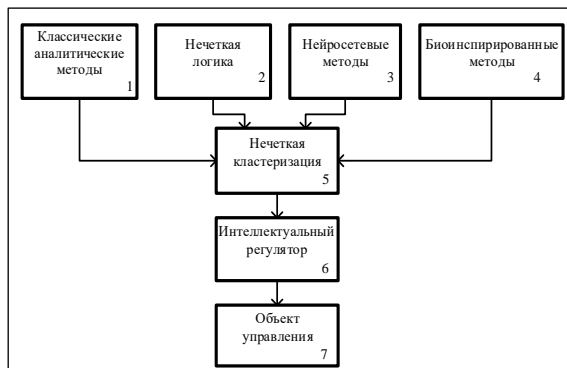 Классические
аналитические
методы
1
Нечеткая
логика
2
Нейросетевые
методы
3
Биоинспирированные
методы
4
Нечеткая
кластеризация
5
Интеллектуальный
регулятор
6
Объект
управления
7